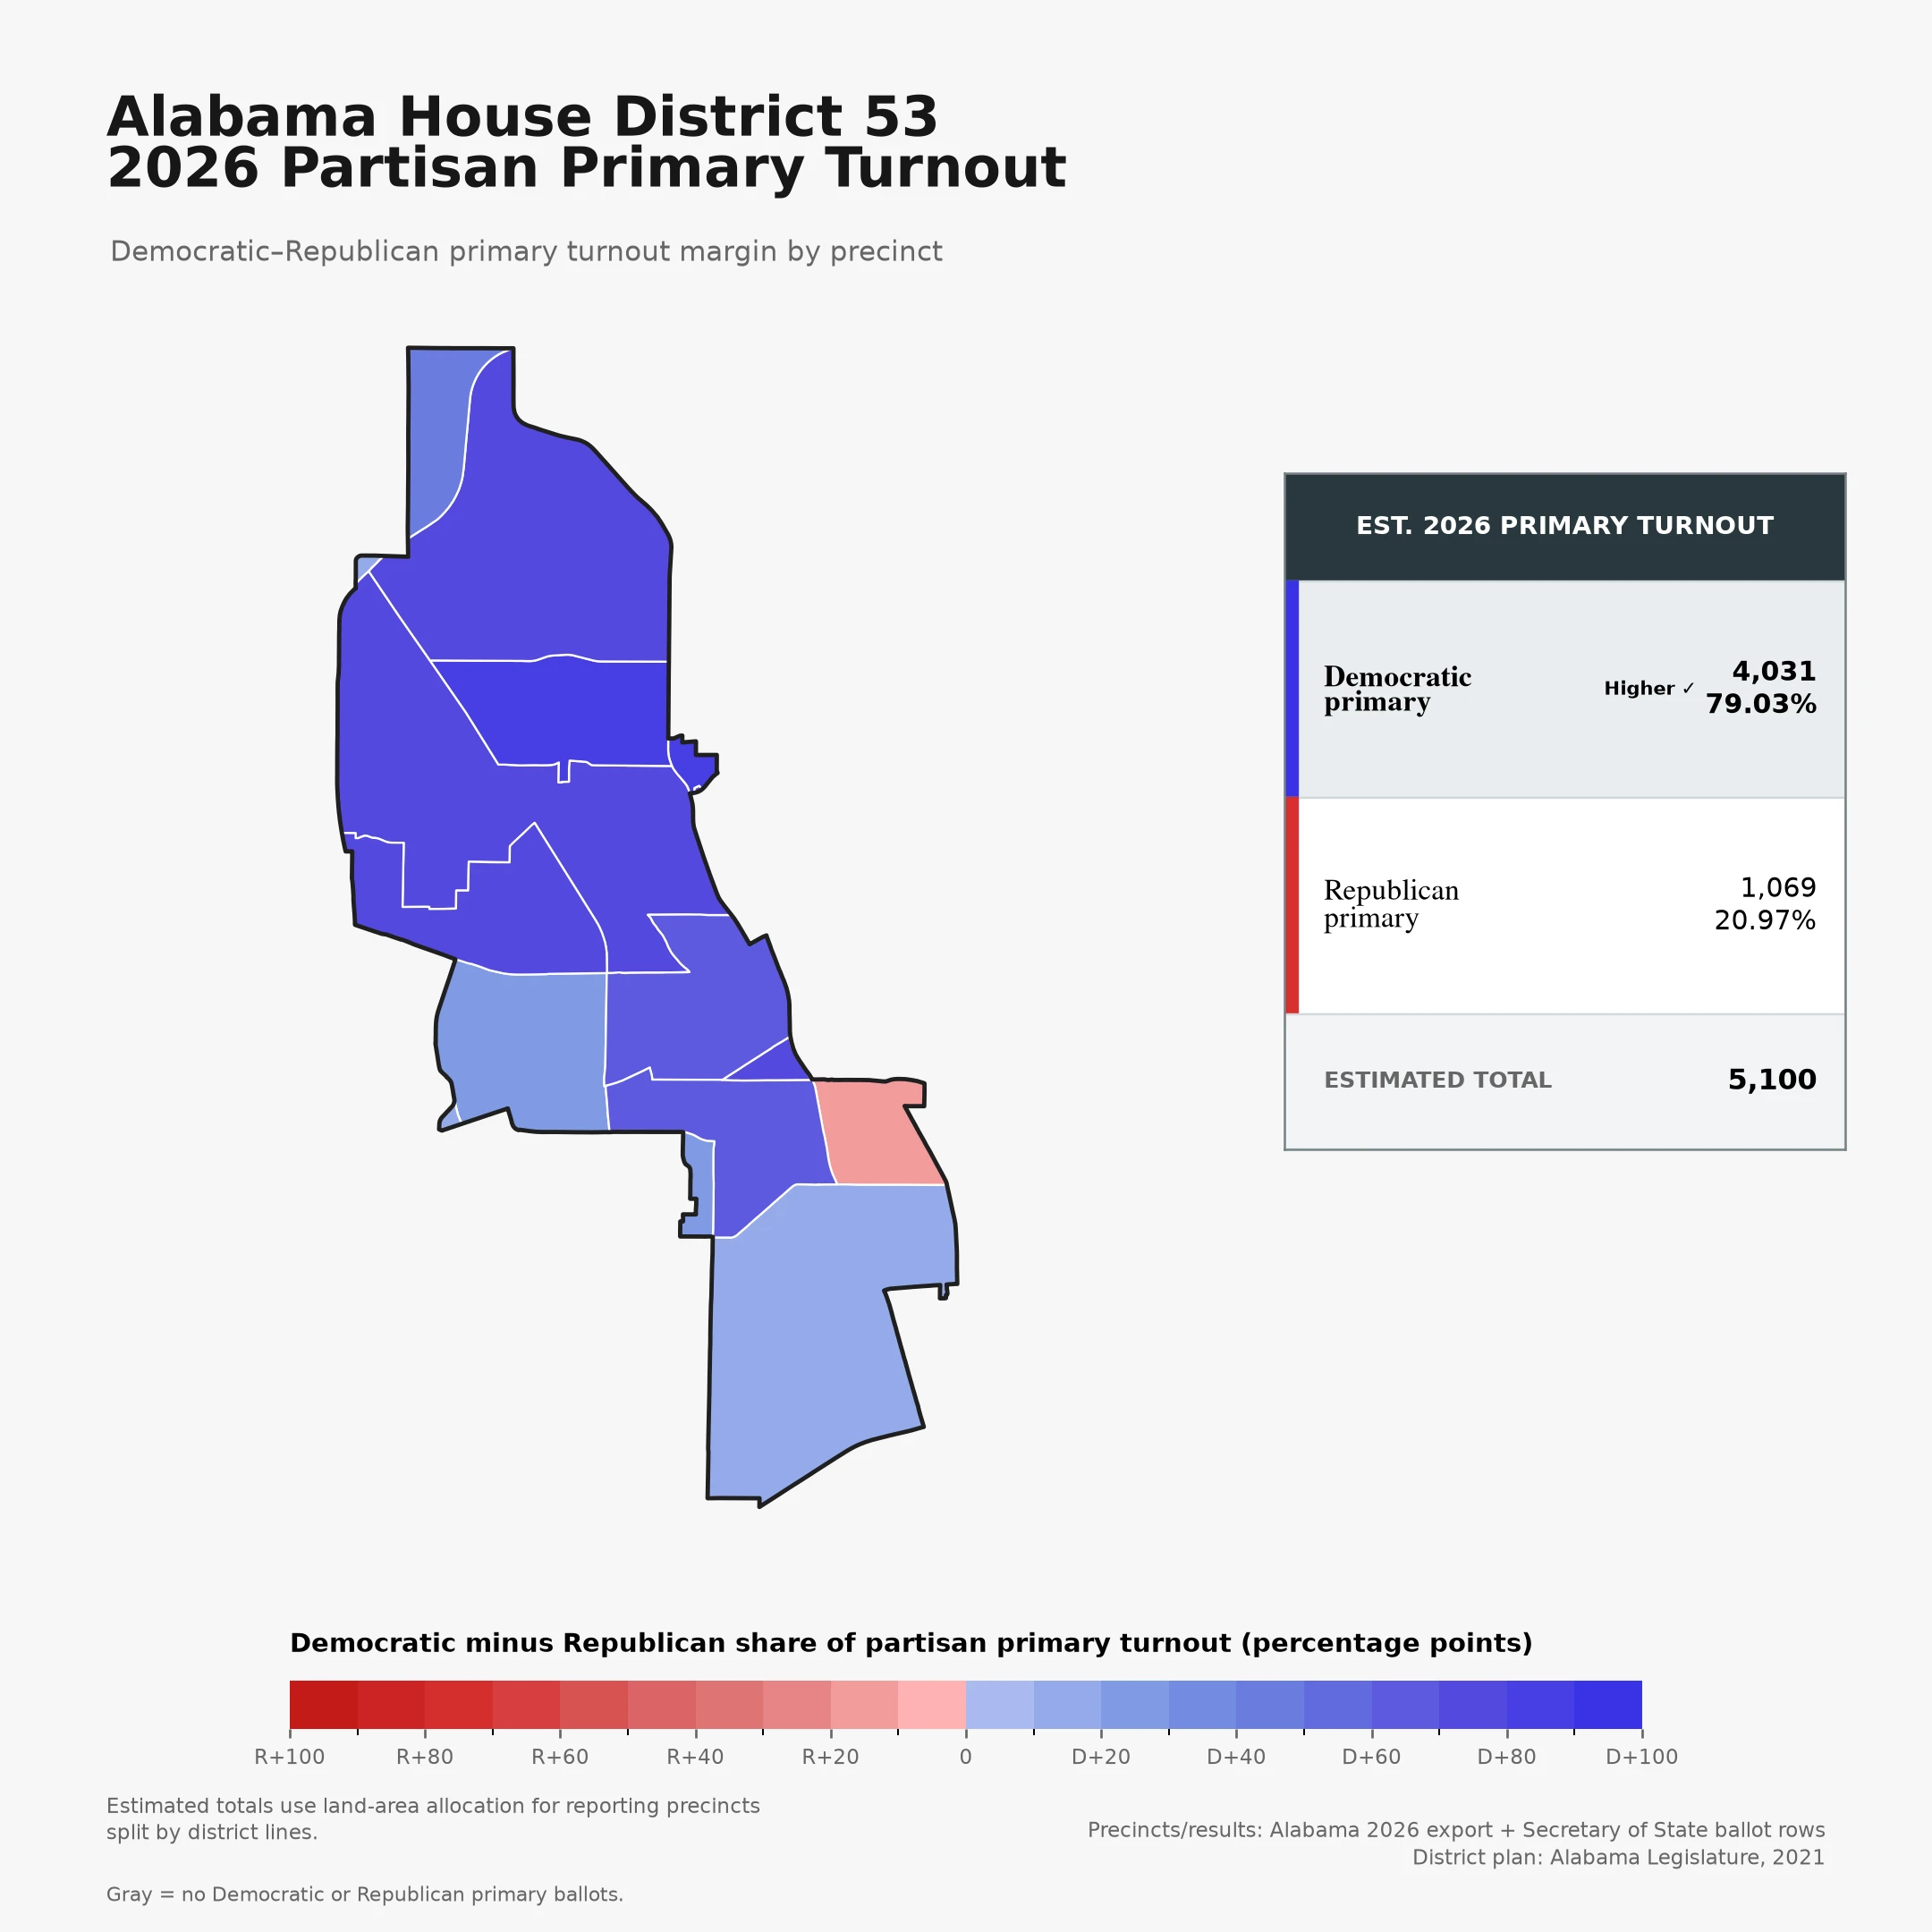 Alabama House District 53
2026 Partisan Primary Turnout
Democratic–Republican primary turnout margin by precinct
EST. 2026 PRIMARY TURNOUT
Democratic
primary
Higher ✓
4,031
79.03%
Republican
primary
1,069
20.97%
ESTIMATED TOTAL
5,100
Democratic minus Republican share of partisan primary turnout (percentage points)
R+100 R+80 R+60 R+40 R+20 0 D+20 D+40 D+60 D+80 D+100
Estimated totals use land-area allocation for reporting precincts
split by district lines.
Gray = no Democratic or Republican primary ballots.
Precincts/results: Alabama 2026 export + Secretary of State ballot rows
District plan: Alabama Legislature, 2021